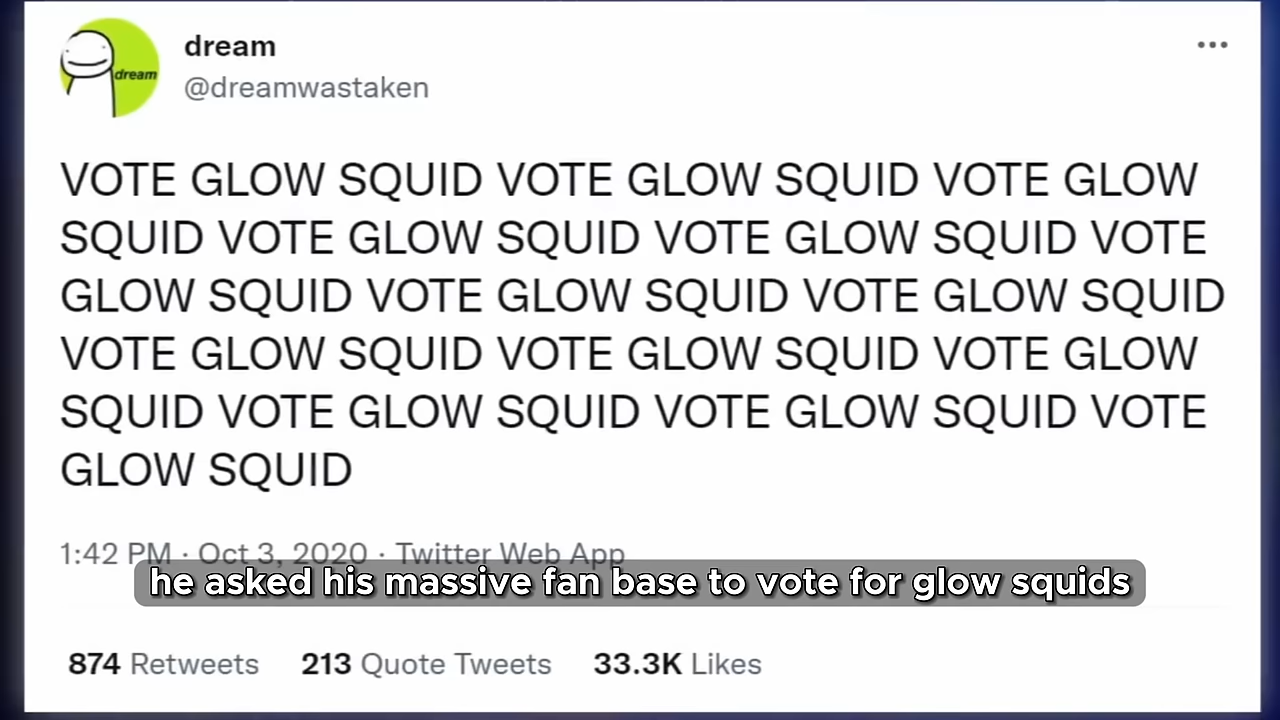 dream
dream
@dreamwastaken
VOTE GLOW SQUID VOTE GLOW SQUID VOTE GLOW
SQUID VOTE GLOW SQUID VOTE GLOW SQUID VOTE
GLOW SQUID VOTE GLOW SQUID VOTE GLOW SQUID
VOTE GLOW SQUID VOTE GLOW SQUID VOTE GLOW
SQUID VOTE GLOW SQUID VOTE GLOW SQUID VOTE
GLOW SQUID
1:42 PM · Oct 3, 2020 · Twitter Web App
he asked his massive fan base to vote for glow squids
874 Retweets 213 Quote Tweets 33.3K Likes